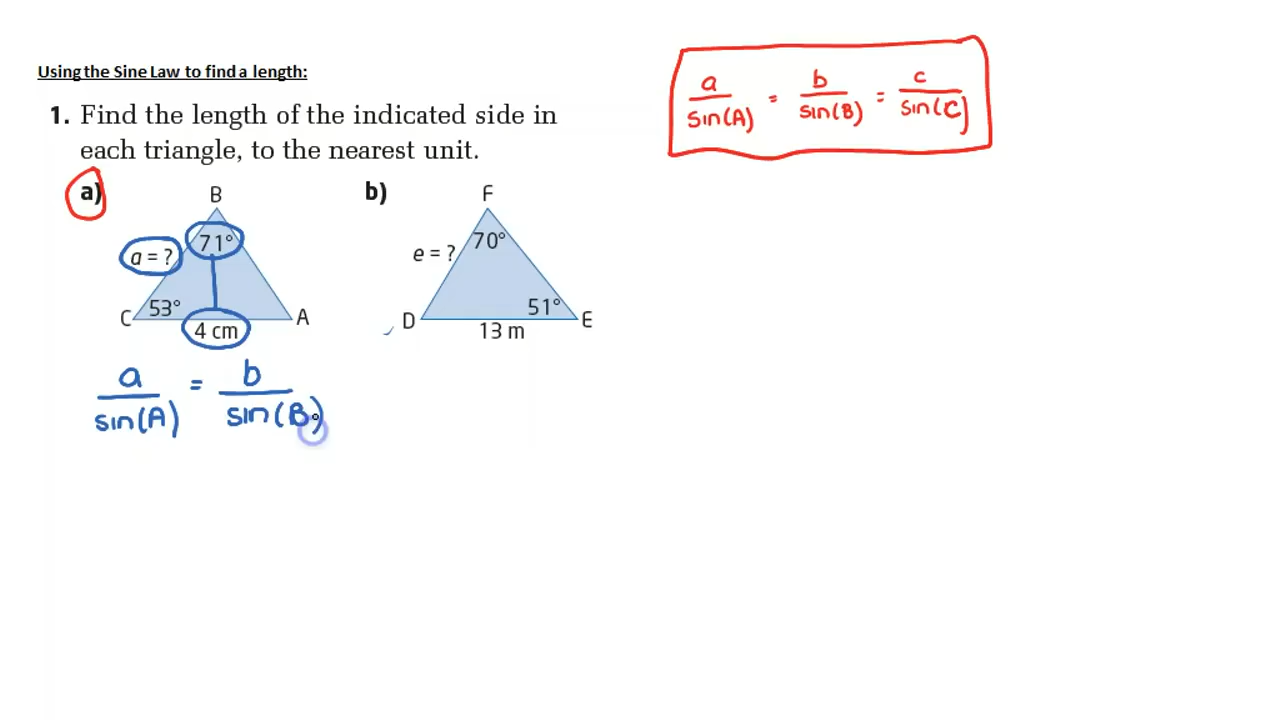 Using the Sine Law to find a length:
1. Find the length of the indicated side in
each triangle, to the nearest unit.
a/sin(A) = b/sin(B) = c/sin(C)
a)
B
71°
a = ?
53°
C
A
4 cm
b)
F
70°
e = ?
51°
D
E
13 m
a/sin(A) = b/sin(B)